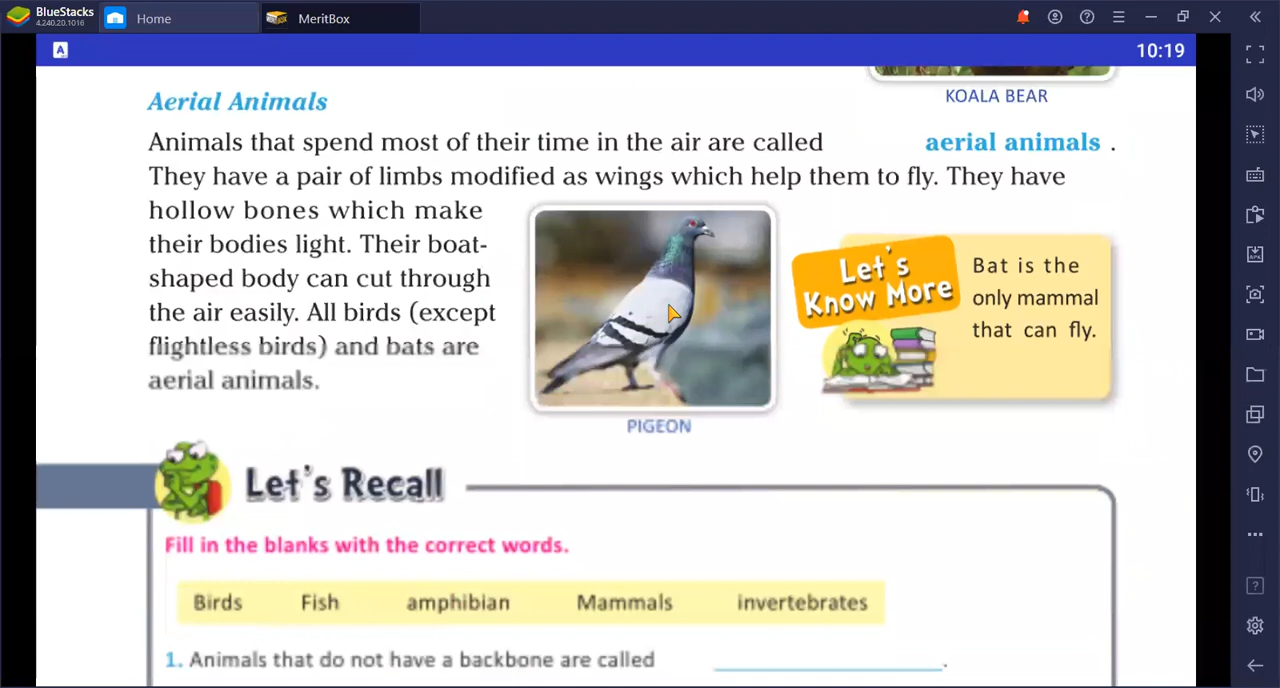 BlueStacks
4.240.20.1016
Home
MeritBox
A
10:19
KOALA BEAR
Aerial Animals
Animals that spend most of their time in the air are called aerial animals .
They have a pair of limbs modified as wings which help them to fly. They have
hollow bones which make
their bodies light. Their boat-
shaped body can cut through
the air easily. All birds (except
flightless birds) and bats are
aerial animals.
PIGEON
Let's
Know More
Bat is the
only mammal
that can fly.
Let's Recall
Fill in the blanks with the correct words.
Birds Fish amphibian Mammals invertebrates
1. Animals that do not have a backbone are called ____________.